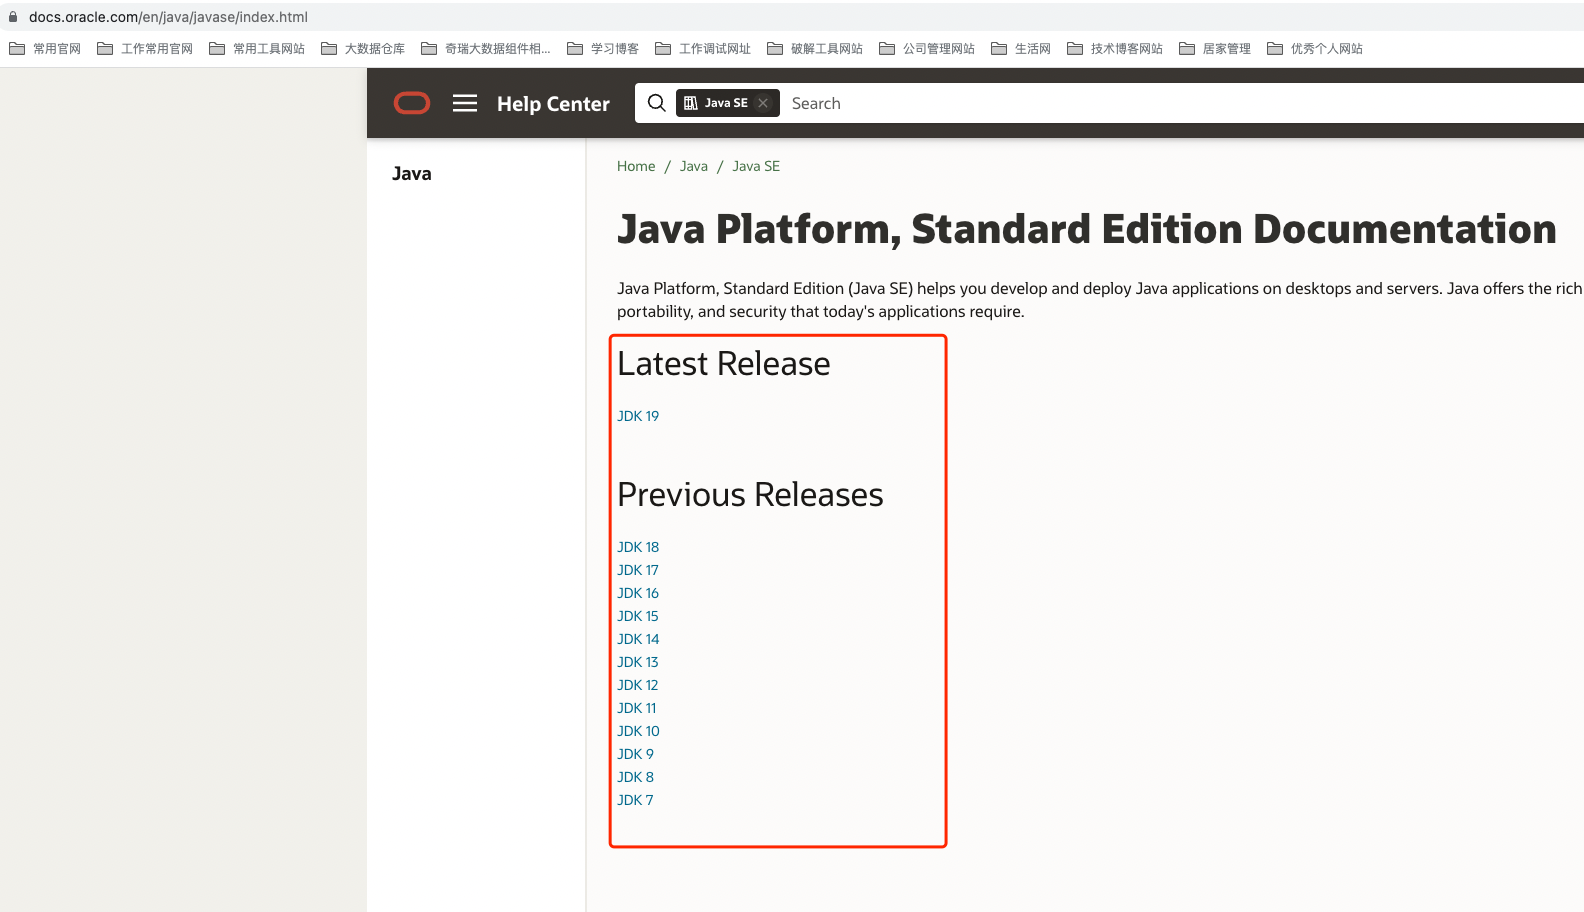 docs.oracle.com/en/java/javase/index.html
常用官网 工作常用官网 常用工具网站 大数据仓库 奇瑞大数据组件相... 学习博客 工作调试网址 破解工具网站 公司管理网站 生活网 技术博客网站 居家管理 优秀个人网站
Help Center Java SE Search
Java
Home / Java / Java SE
Java Platform, Standard Edition Documentation
Java Platform, Standard Edition (Java SE) helps you develop and deploy Java applications on desktops and servers. Java offers the rich
portability, and security that today's applications require.
Latest Release
JDK 19
Previous Releases
JDK 18
JDK 17
JDK 16
JDK 15
JDK 14
JDK 13
JDK 12
JDK 11
JDK 10
JDK 9
JDK 8
JDK 7